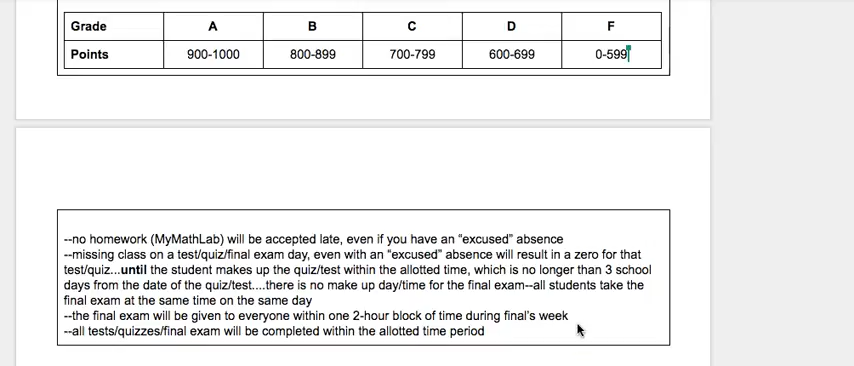 Grade A B C D F
Points 900-1000 800-899 700-799 600-699 0-599
--no homework (MyMathLab) will be accepted late, even if you have an “excused” absence
--missing class on a test/quiz/final exam day, even with an “excused” absence will result in a zero for that
test/quiz...until the student makes up the quiz/test within the allotted time, which is no longer than 3 school
days from the date of the quiz/test....there is no make up day/time for the final exam--all students take the
final exam at the same time on the same day
--the final exam will be given to everyone within one 2-hour block of time during final’s week
--all tests/quizzes/final exam will be completed within the allotted time period